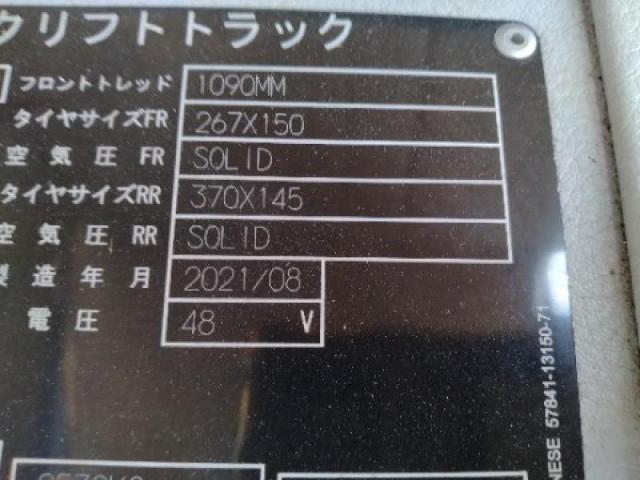 クリフトトラック
フロントトレッド 1090MM
タイヤサイズFR 267X150
空気圧 FR SOLID
タイヤサイズRR 370X145
空気圧 RR SOLID
製造年月 2021/08
電圧 48 V
NESE 57841-13150-71